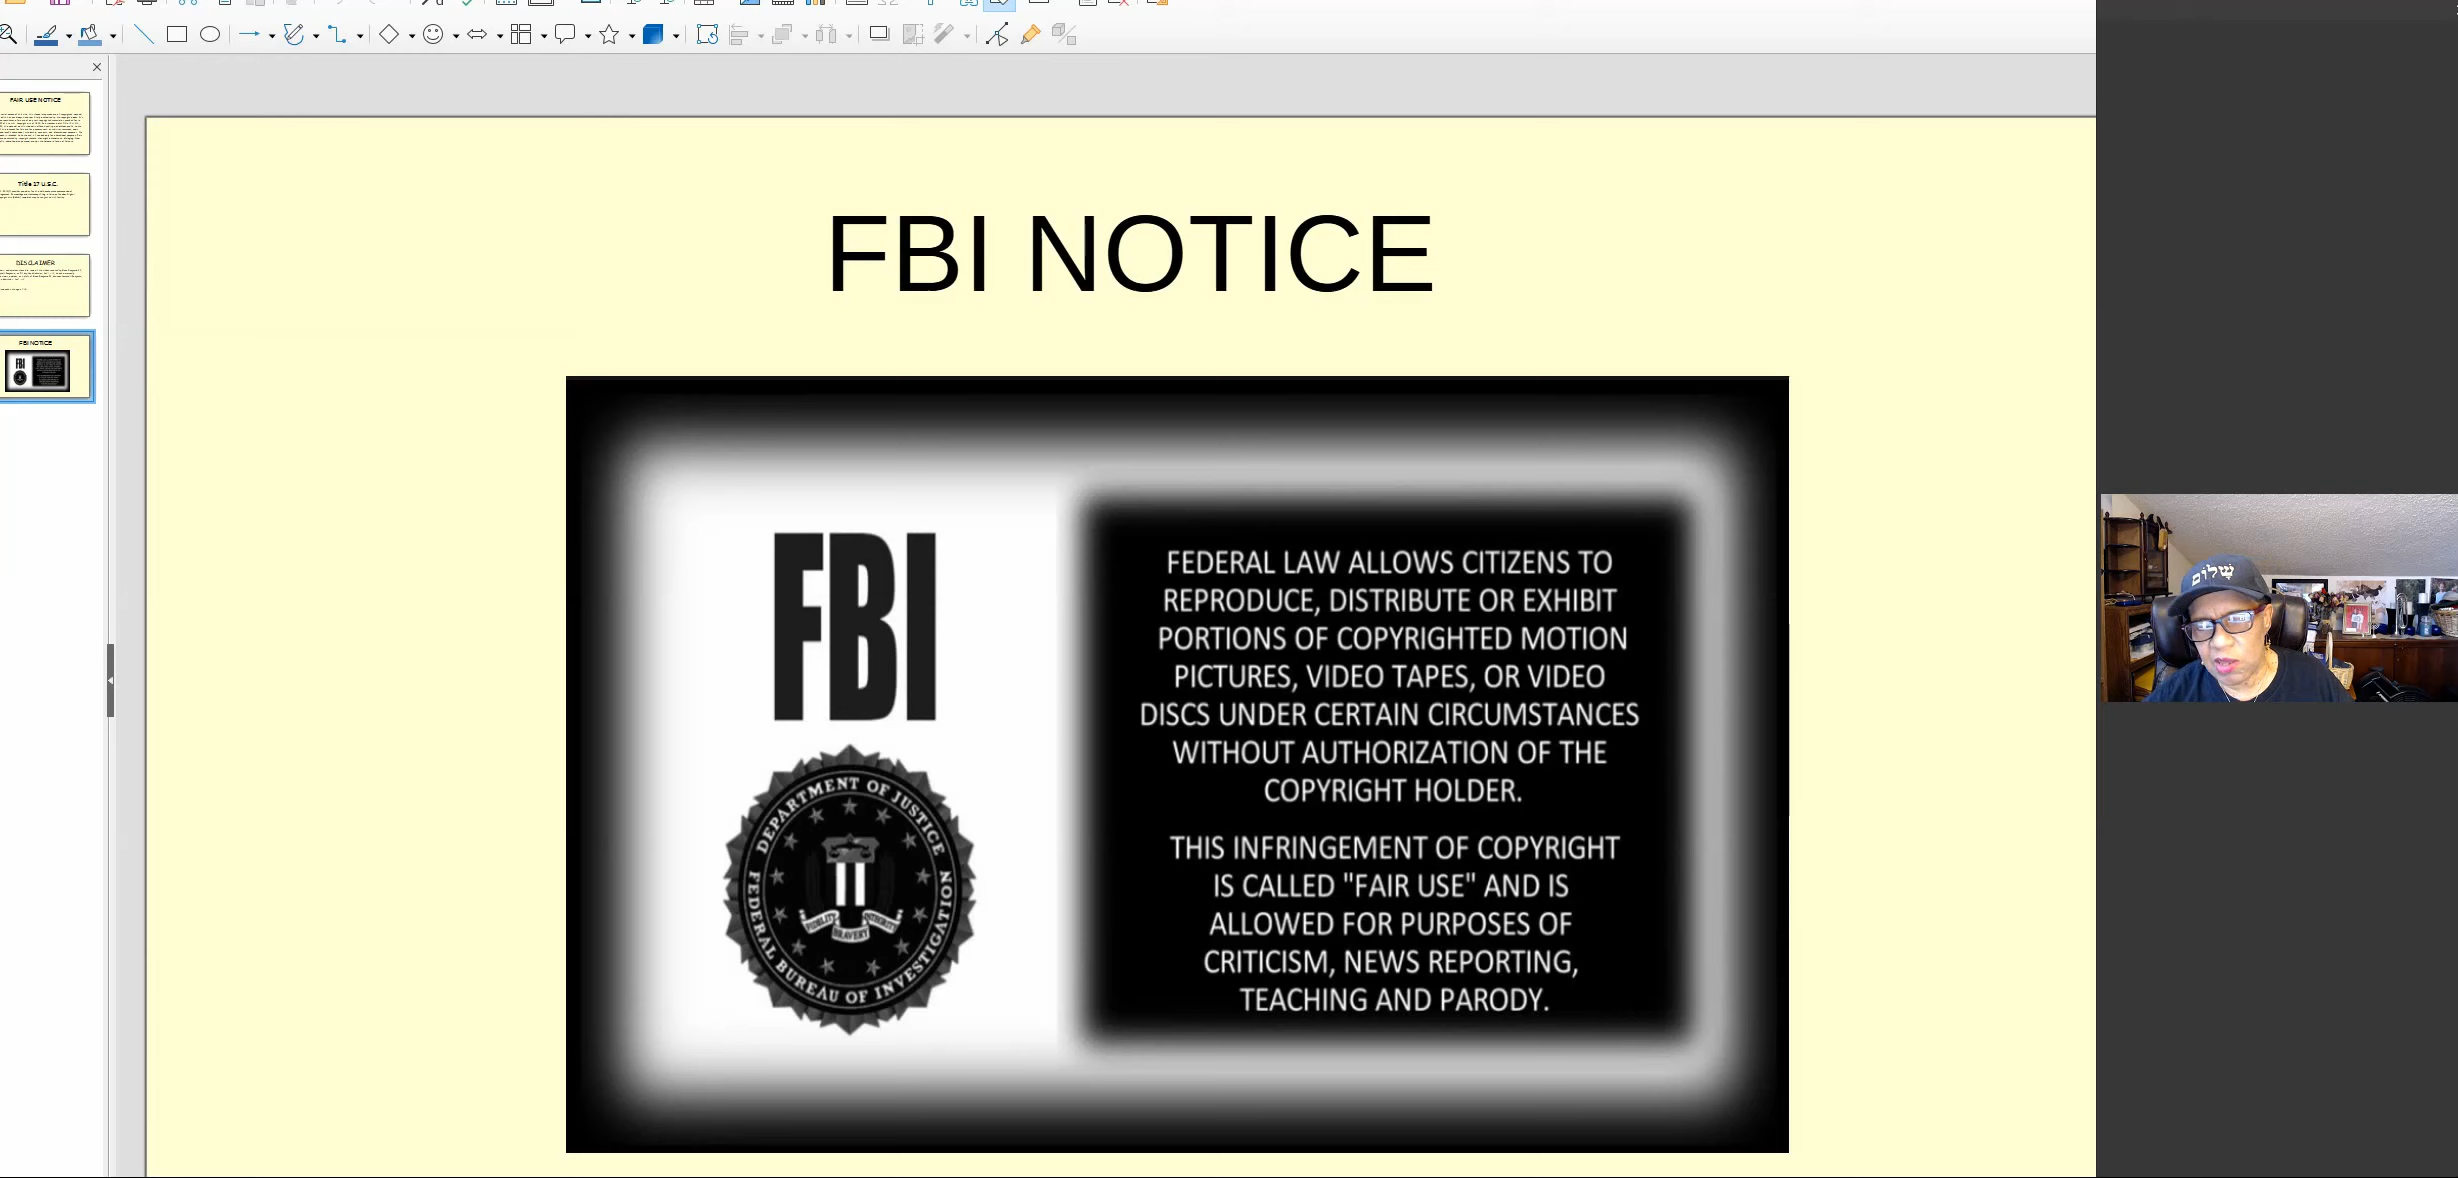 FAIR USE NOTICE
Title 17 U.S.C.
DISCLAIMER
FBI NOTICE
FBI
FBI NOTICE
FBI
DEPARTMENT OF JUSTICE
FIDELITY BRAVERY INTEGRITY
FEDERAL BUREAU OF INVESTIGATION
FEDERAL LAW ALLOWS CITIZENS TO
REPRODUCE, DISTRIBUTE OR EXHIBIT
PORTIONS OF COPYRIGHTED MOTION
PICTURES, VIDEO TAPES, OR VIDEO
DISCS UNDER CERTAIN CIRCUMSTANCES
WITHOUT AUTHORIZATION OF THE
COPYRIGHT HOLDER.
THIS INFRINGEMENT OF COPYRIGHT
IS CALLED "FAIR USE" AND IS
ALLOWED FOR PURPOSES OF
CRITICISM, NEWS REPORTING,
TEACHING AND PARODY.
שָׁלוֹם